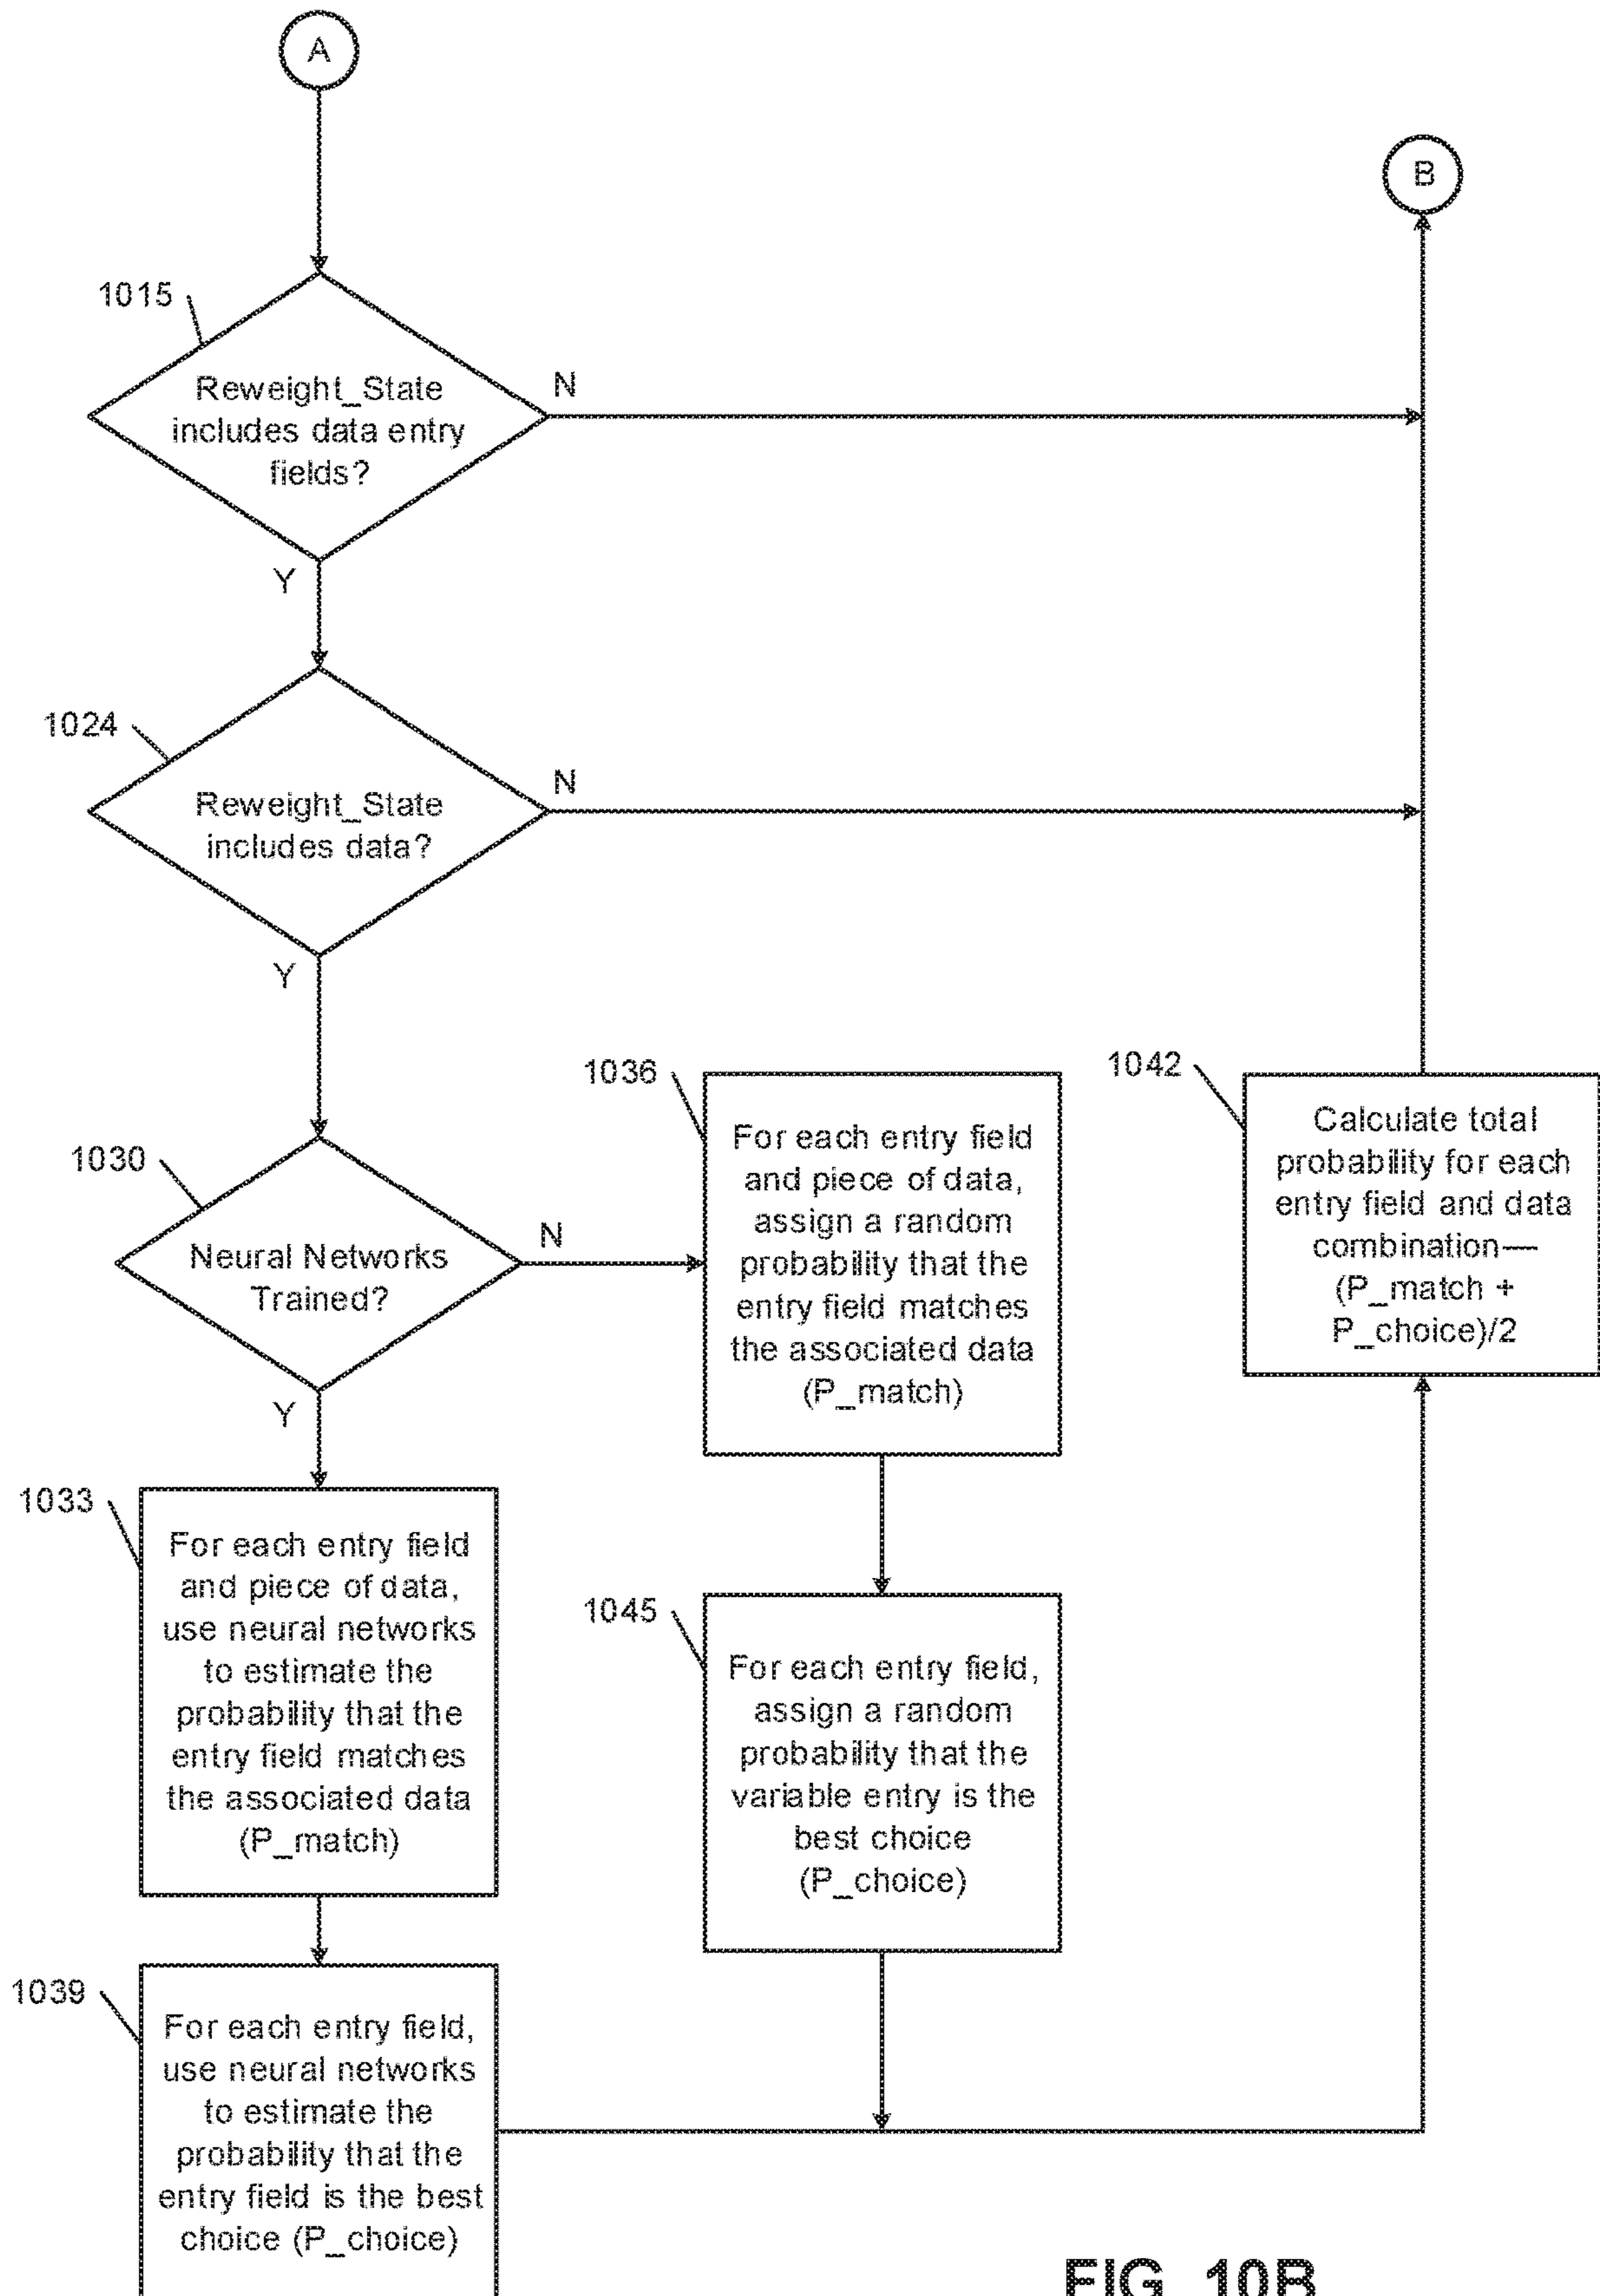 A
B
1015
Reweight_State
includes data entry
fields?
N
Y
1024
Reweight_State
includes data?
N
Y
1030
Neural Networks
Trained?
N
Y
1036
For each entry field
and piece of data,
assign a random
probability that the
entry field matches
the associated data
(P_match)
1042
Calculate total
probability for each
entry field and data
combination—
(P_match +
P_choice)/2
1033
For each entry field
and piece of data,
use neural networks
to estimate the
probability that the
entry field matches
the associated data
(P_match)
1045
For each entry field,
assign a random
probability that the
variable entry is the
best choice
(P_choice)
1039
For each entry field,
use neural networks
to estimate the
probability that the
entry field is the best
choice (P_choice)
FIG. 10B